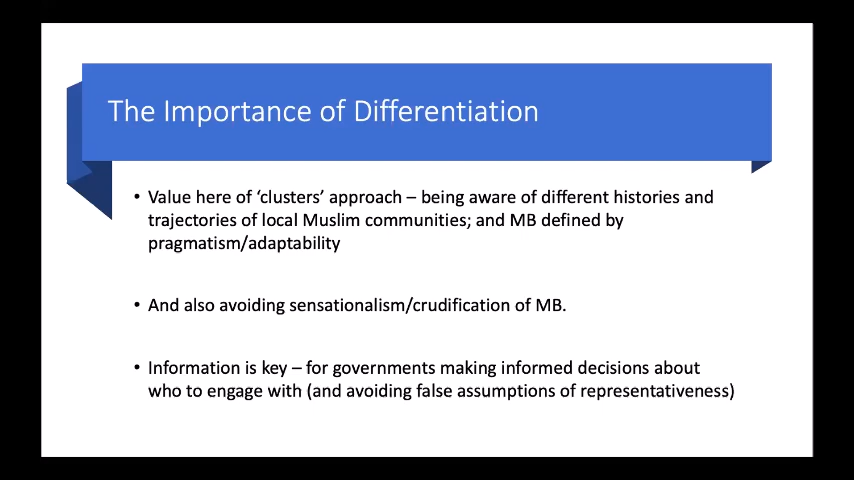 The Importance of Differentiation
• Value here of ‘clusters’ approach – being aware of different histories and
trajectories of local Muslim communities; and MB defined by
pragmatism/adaptability
• And also avoiding sensationalism/crudification of MB.
• Information is key – for governments making informed decisions about
who to engage with (and avoiding false assumptions of representativeness)